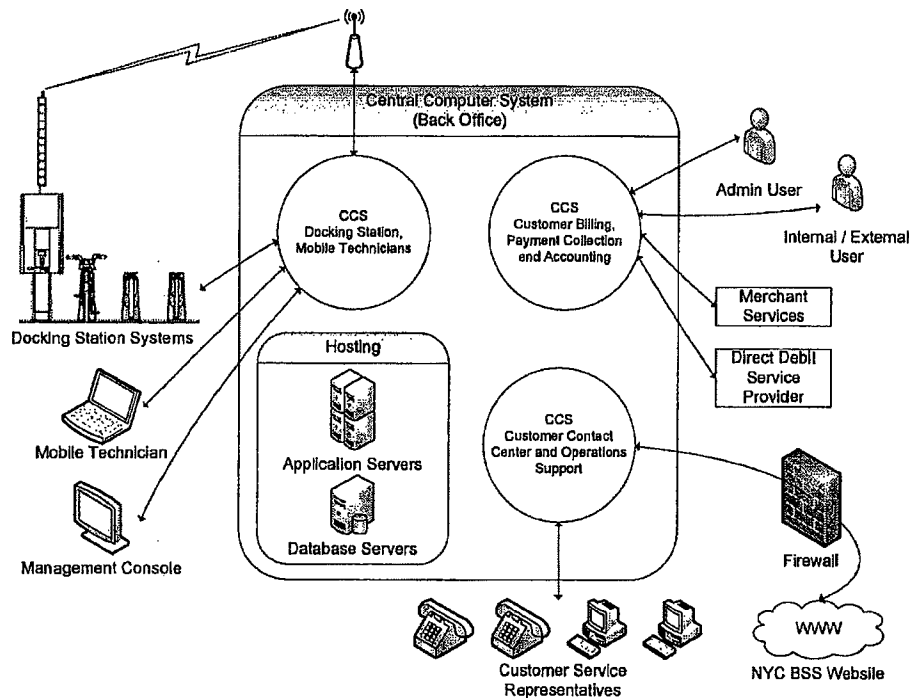 Central Computer System
(Back Office)
CCS
Docking Station,
Mobile Technicians
CCS
Customer Billing,
Payment Collection
and Accounting
Admin User
Internal / External
User
Merchant
Services
Direct Debit
Service
Provider
Docking Station Systems
Mobile Technician
Management Console
Hosting
Application Servers
Database Servers
CCS
Customer Contact
Center and Operations
Support
Firewall
WWW
NYC BSS Website
Customer Service
Representatives